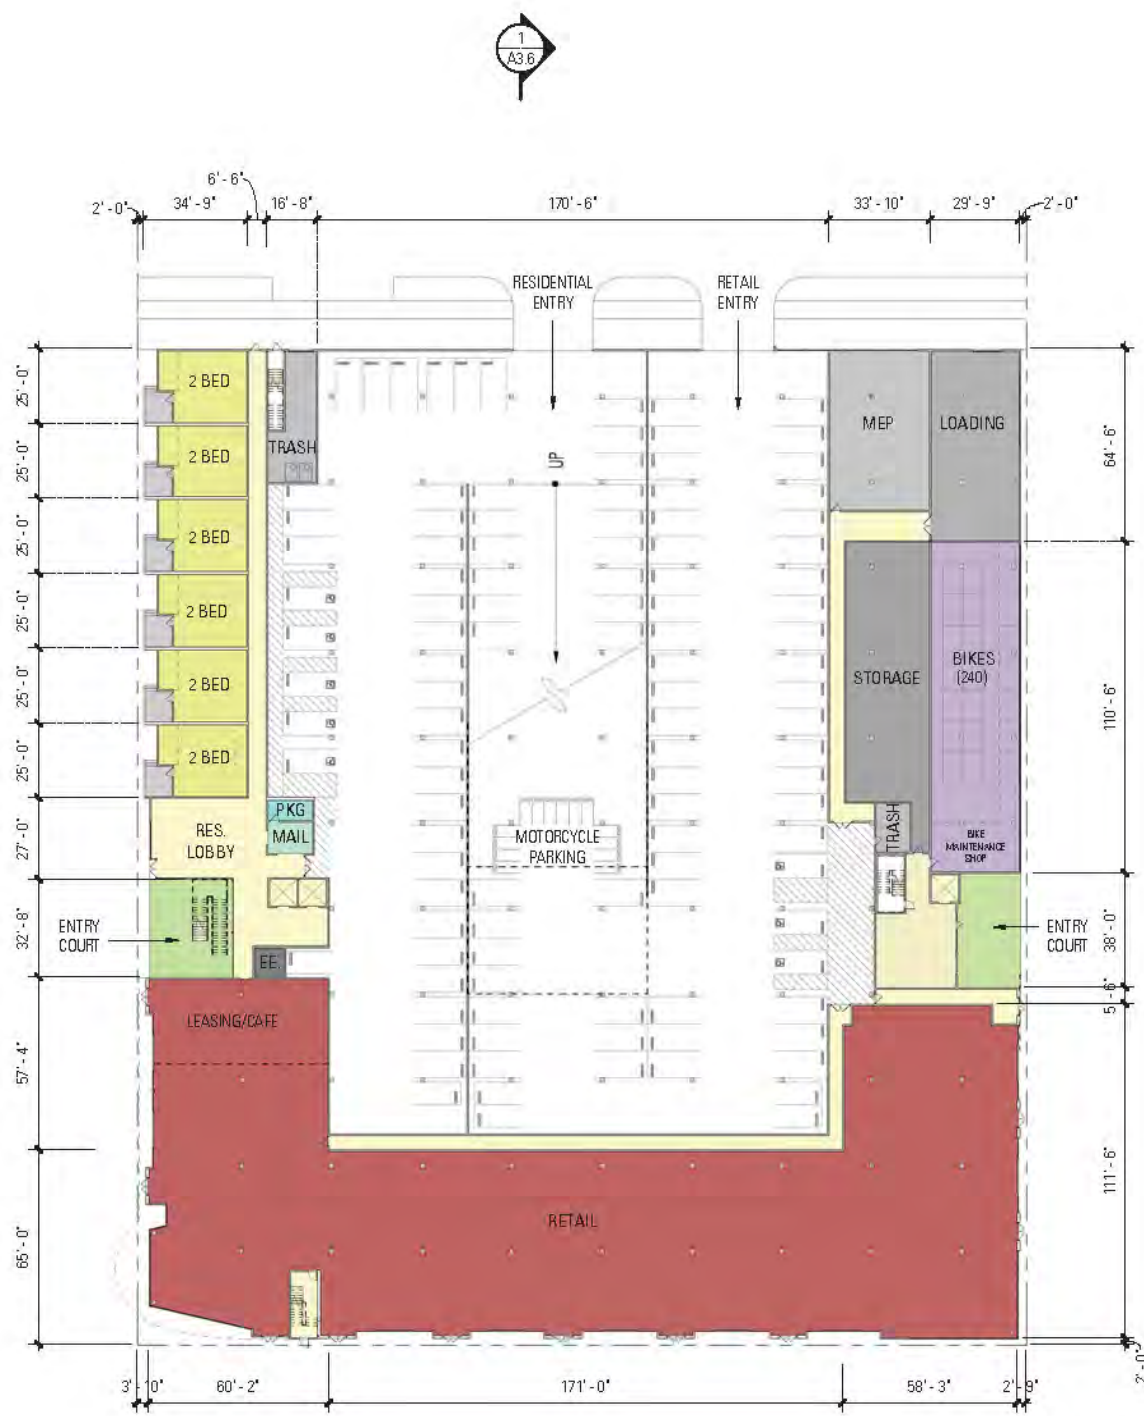 1
A3.6
6'-6"
2'-0"
34'-9"
16'-8"
170'-6"
33'-10"
29'-9"
2'-0"
RESIDENTIAL
ENTRY
RETAIL
ENTRY
25'-0"
2 BED
TRASH
UP
MEP
LOADING
64'-6"
25'-0"
2 BED
25'-0"
2 BED
25'-0"
2 BED
25'-0"
2 BED
STORAGE
BIKES
(240)
110'-6"
25'-0"
2 BED
27'-0"
RES.
LOBBY
PKG
MAIL
MOTORCYCLE
PARKING
TRASH
BIKE
MAINTENANCE
SHOP
32'-8"
ENTRY
COURT
EE.
ENTRY
COURT
38'-0"
5'-6"
57'-4"
LEASING/CAFE
111'-6"
65'-0"
RETAIL
3'-10"
60'-2"
171'-0"
58'-3"
2'-9"
2'-0"